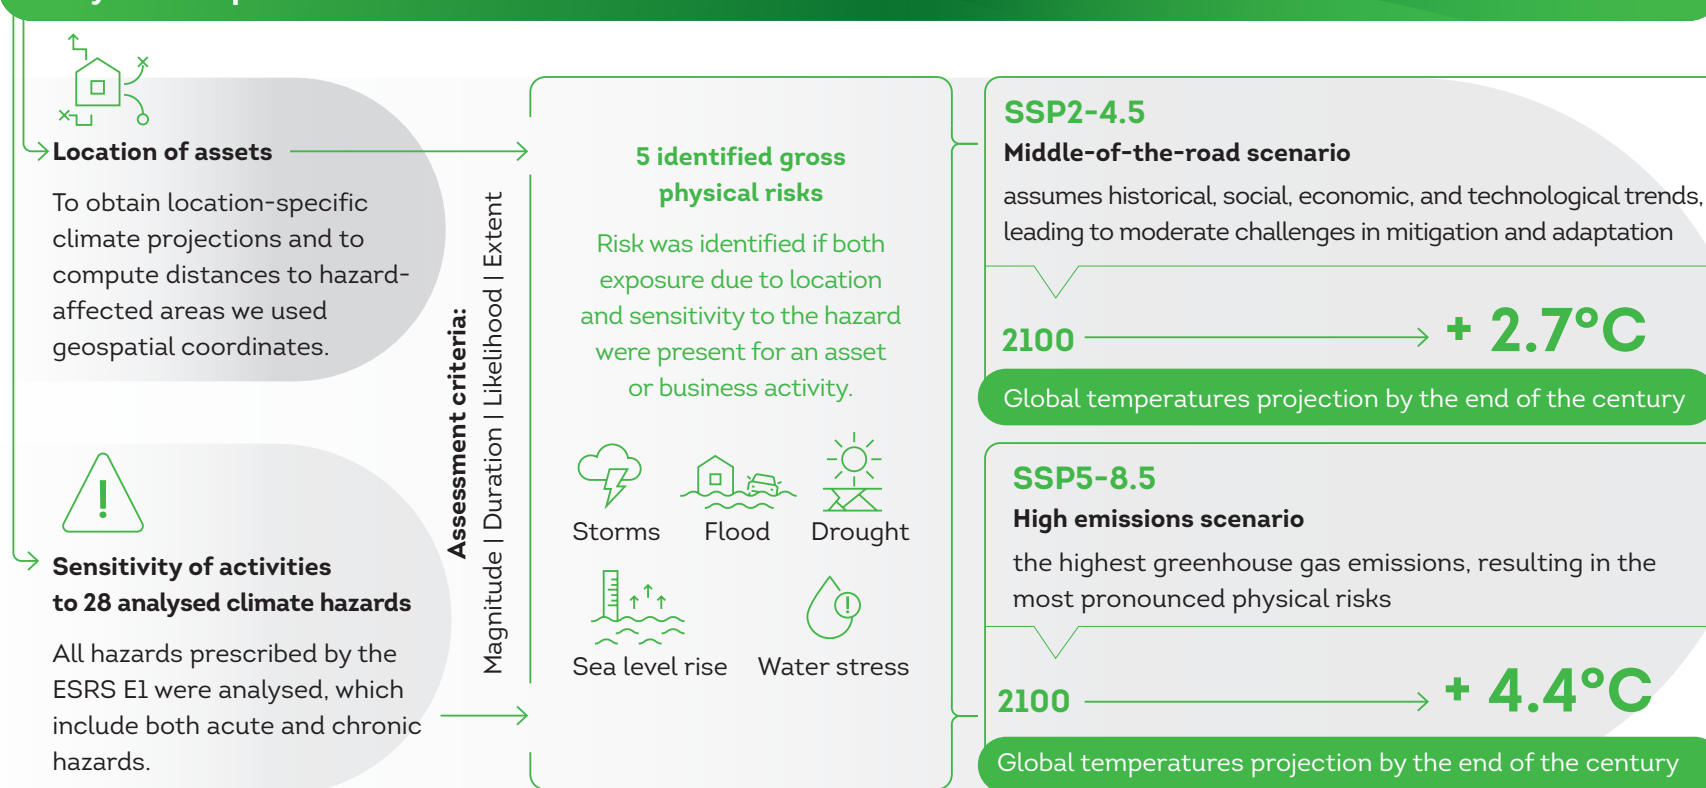 Location of assets
To obtain location-specific
climate projections and to
compute distances to hazard-
affected areas we used
geospatial coordinates.
Sensitivity of activities
to 28 analysed climate hazards
All hazards prescribed by the
ESRS E1 were analysed, which
include both acute and chronic
hazards.
Assessment criteria:
Magnitude | Duration | Likelihood | Extent
5 identified gross
physical risks
Risk was identified if both
exposure due to location
and sensitivity to the hazard
were present for an asset
or business activity.
Storms
Flood
Drought
Sea level rise
Water stress
SSP2-4.5
Middle-of-the-road scenario
assumes historical, social, economic, and technological trends,
leading to moderate challenges in mitigation and adaptation
2100
+ 2.7°C
Global temperatures projection by the end of the century
SSP5-8.5
High emissions scenario
the highest greenhouse gas emissions, resulting in the
most pronounced physical risks
2100
+ 4.4°C
Global temperatures projection by the end of the century